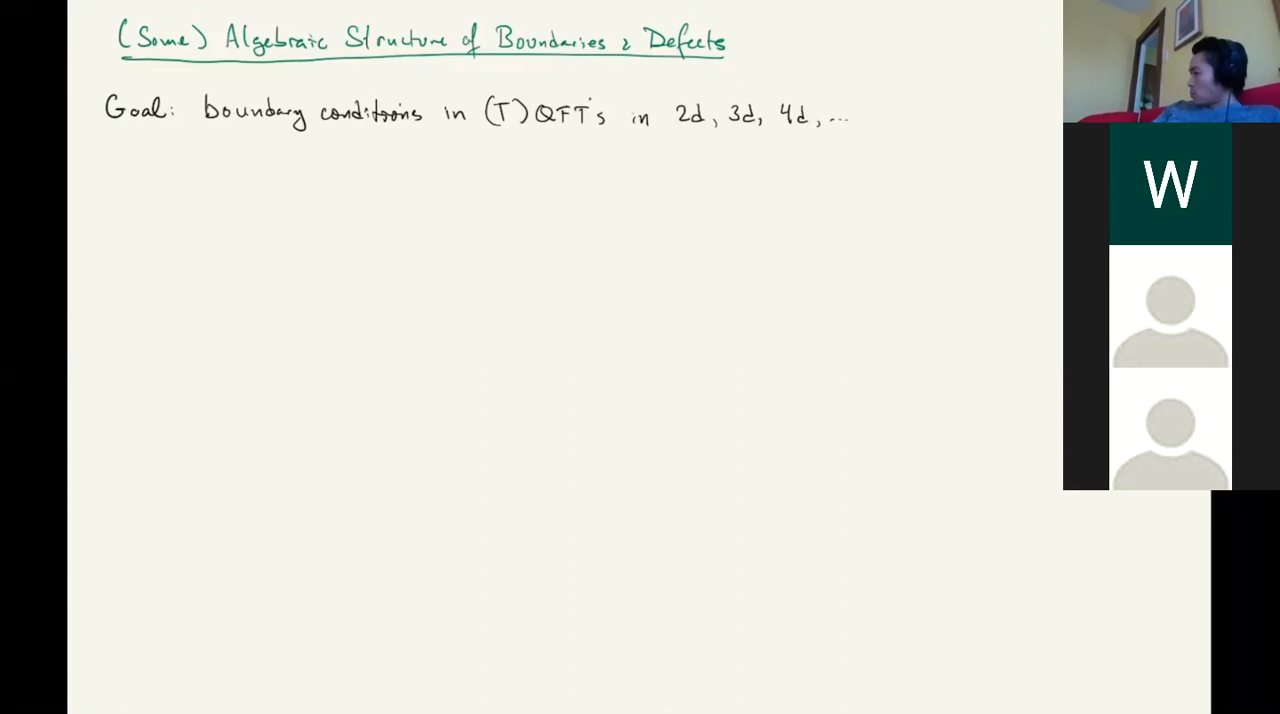 (Some) Algebraic Structure of Boundaries & Defects
Goal: boundary conditions in (T)QFT's in 2d, 3d, 4d, ...
W